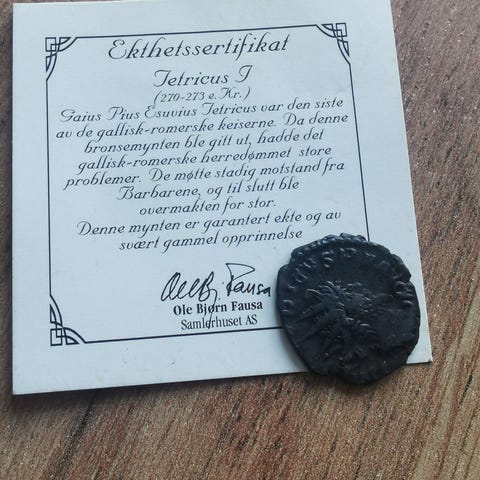 Ekthetssertifikat
Tetricus I
(270-273 e.Kr.)
Gaius Pius Esuvius Tetricus var den siste
av de gallisk-romerske keiserne. Da denne
bronsemynten ble gitt ut, hadde det
gallisk-romerske herredømmet store
problemer. De møtte stadig motstand fra
Barbarene, og til slutt ble
overmakten for stor.
Denne mynten er garantert ekte og av
svært gammel opprinnelse
Ole Bj. Fausa
Ole Bjørn Fausa
Samlerhuset AS